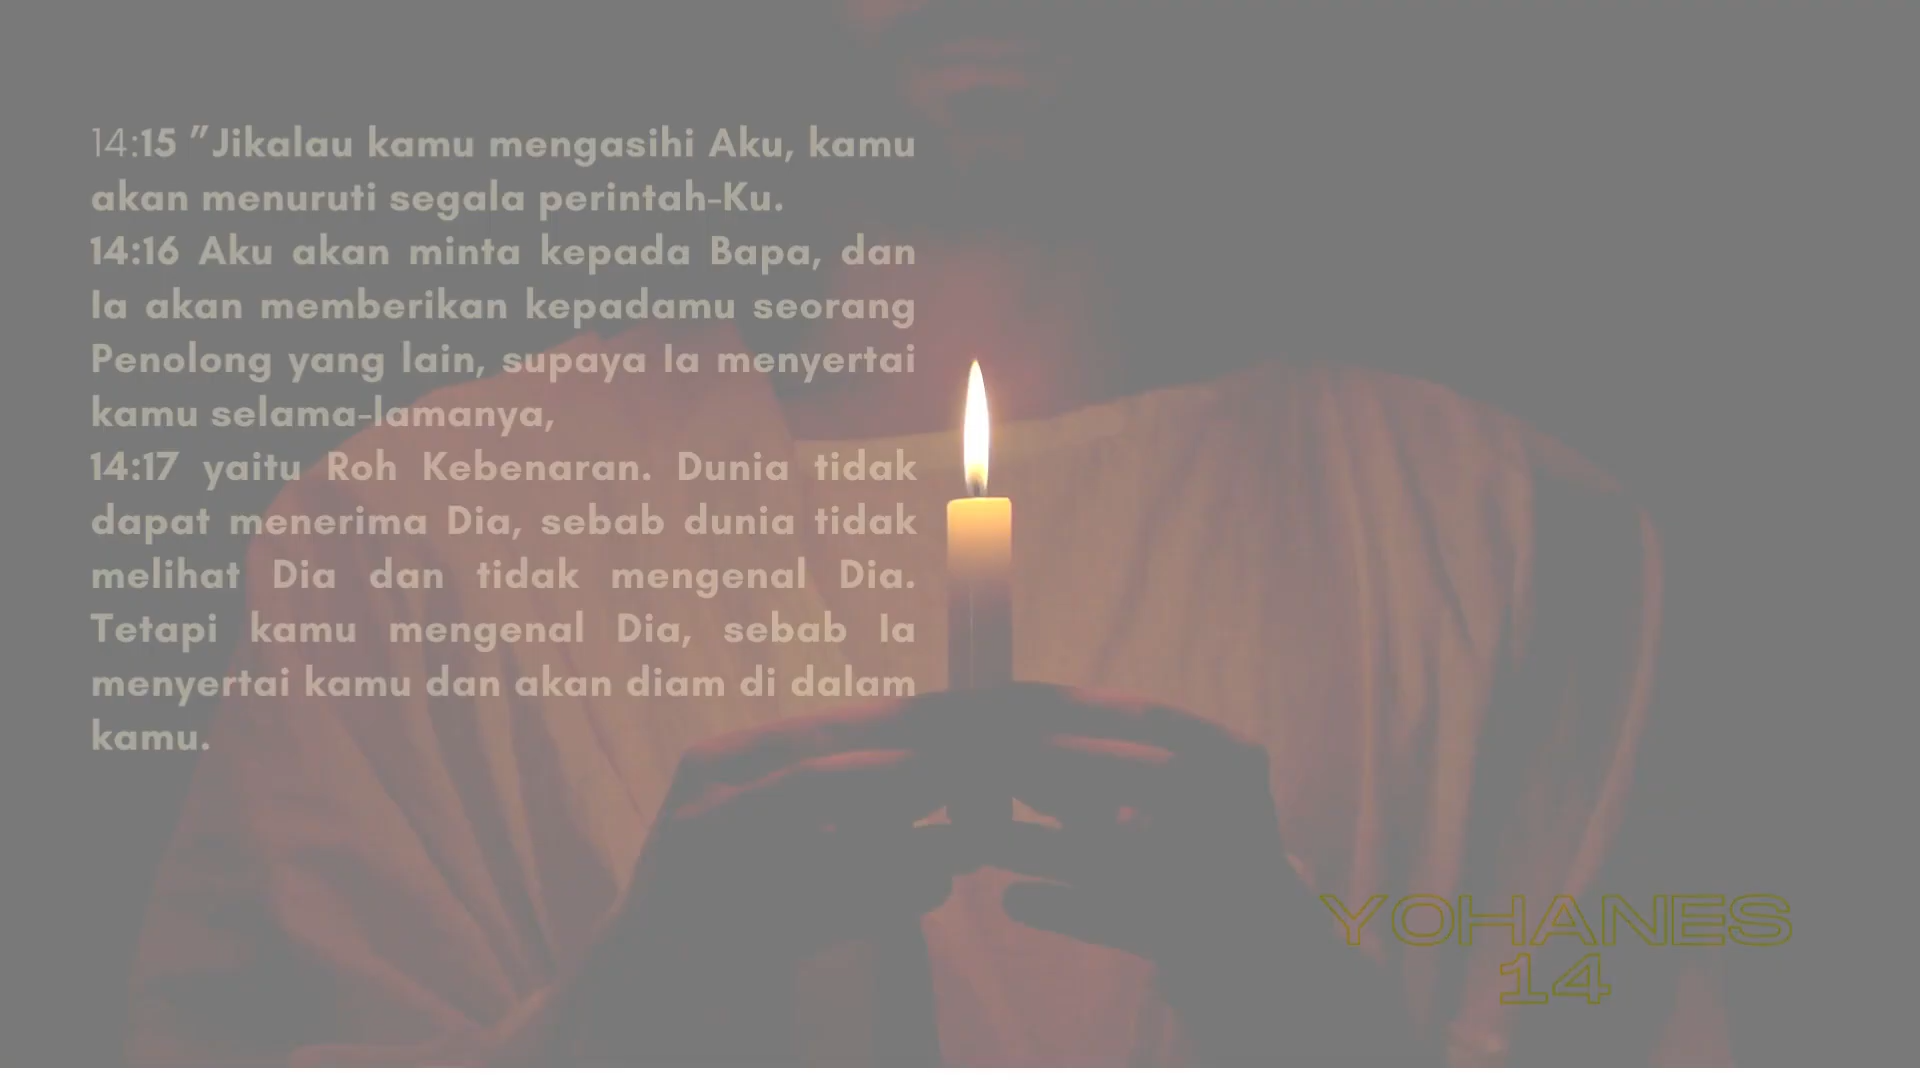 14:15 ”Jikalau kamu mengasihi Aku, kamu
akan menuruti segala perintah-Ku.
14:16 Aku akan minta kepada Bapa, dan
Ia akan memberikan kepadamu seorang
Penolong yang lain, supaya Ia menyertai
kamu selama-lamanya,
14:17 yaitu Roh Kebenaran. Dunia tidak
dapat menerima Dia, sebab dunia tidak
melihat Dia dan tidak mengenal Dia.
Tetapi kamu mengenal Dia, sebab Ia
menyertai kamu dan akan diam di dalam
kamu.
YOHANES
14